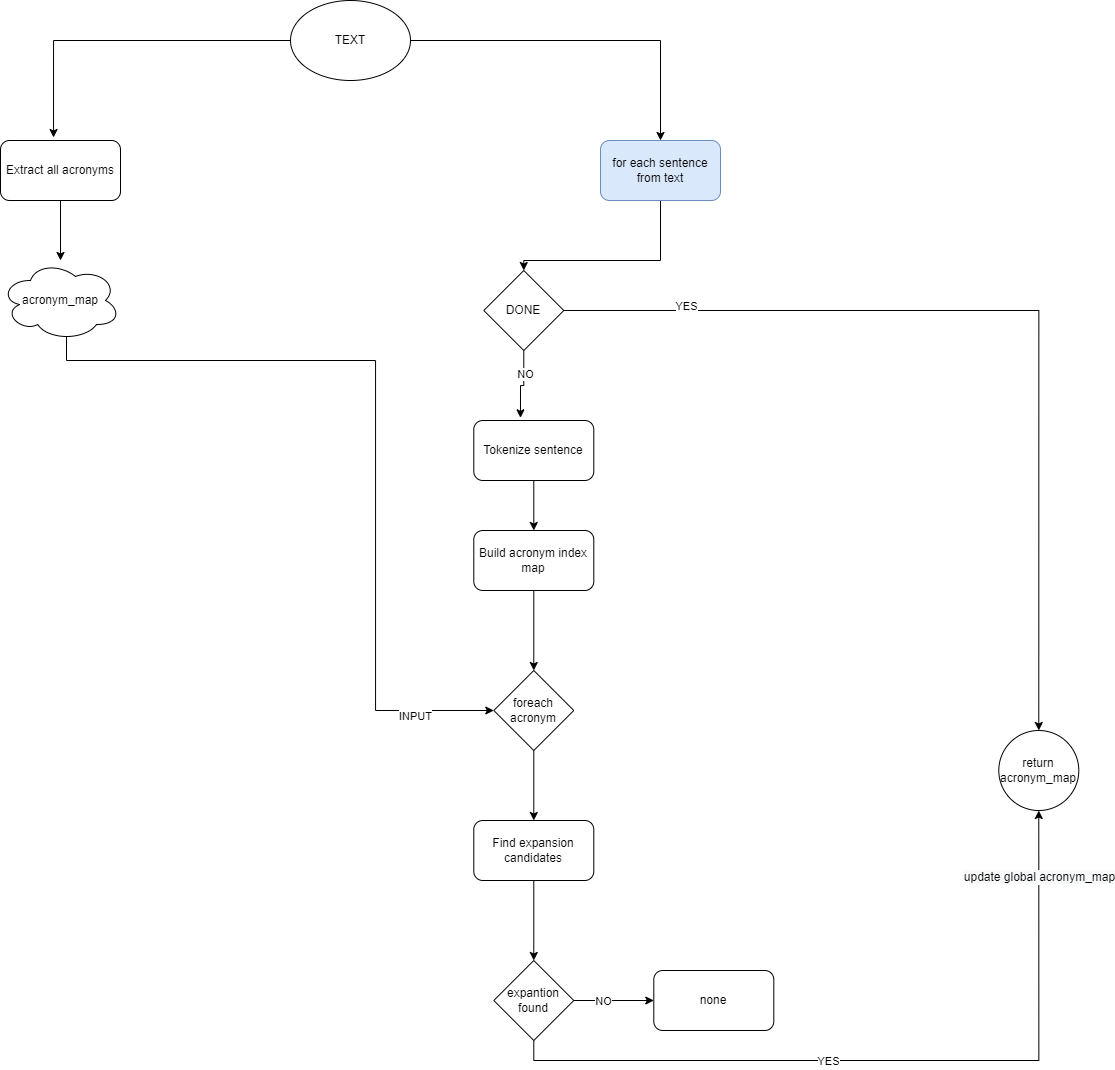 TEXT
Extract all acronyms
for each sentence
from text
acronym_map
DONE
YES
NO
Tokenize sentence
Build acronym index
map
foreach
acronym
INPUT
return
acronym_map
Find expansion
candidates
update global acronym_map
expantion
found
NO
none
YES